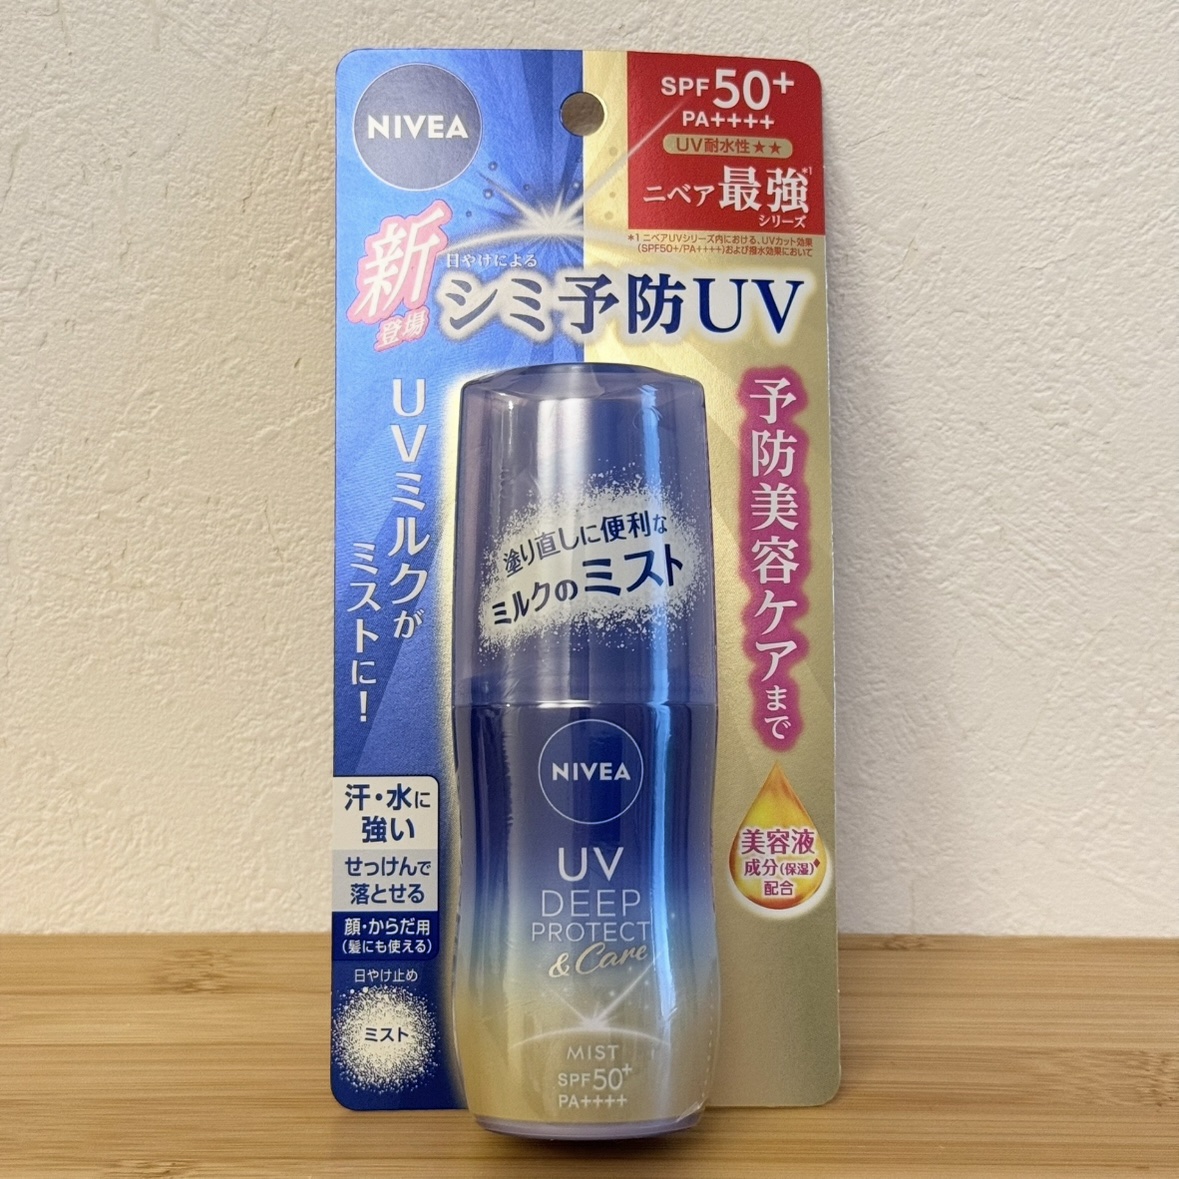 NIVEA
SPF50+
PA++++
UV耐水性★★
ニベア最強*1
シリーズ
*1 ニベアUVシリーズ内における、UVカット効果
(SPF50+/PA++++)および撥水効果において
新
登場
日やけによる
シミ予防UV
UVミルクが
ミストに!
予防美容ケアまで
塗り直しに便利な
ミルクのミスト
NIVEA
UV
DEEP
PROTECT
& Care
MIST
SPF50+
PA++++
汗・水に
強い
せっけんで
落とせる
顔・からだ用
(髪にも使える)
日やけ止め
ミスト
美容液
成分(保湿)♦
配合